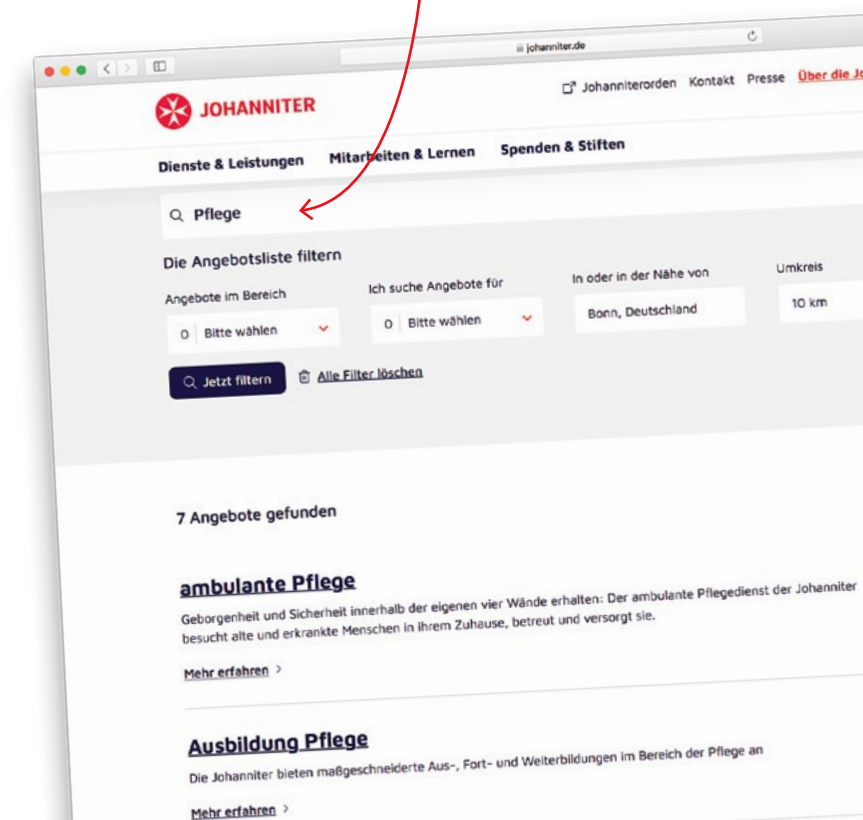 johanniter.de
JOHANNITER
Johanniterorden Kontakt Presse Über die
Dienste & Leistungen Mitarbeiten & Lernen Spenden & Stiften
Pflege
Die Angebotsliste filtern
Angebote im Bereich Ich suche Angebote für In oder in der Nähe von Umkreis
0 Bitte wählen 0 Bitte wählen Bonn, Deutschland 10 km
Jetzt filtern Alle Filter löschen
7 Angebote gefunden
ambulante Pflege
Geborgenheit und Sicherheit innerhalb der eigenen vier Wände erhalten: Der ambulante Pflegedienst der Johanniter
besucht alte und erkrankte Menschen in ihrem Zuhause, betreut und versorgt sie.
Mehr erfahren >
Ausbildung Pflege
Die Johanniter bieten maßgeschneiderte Aus-, Fort- und Weiterbildungen im Bereich der Pflege an
Mehr erfahren >